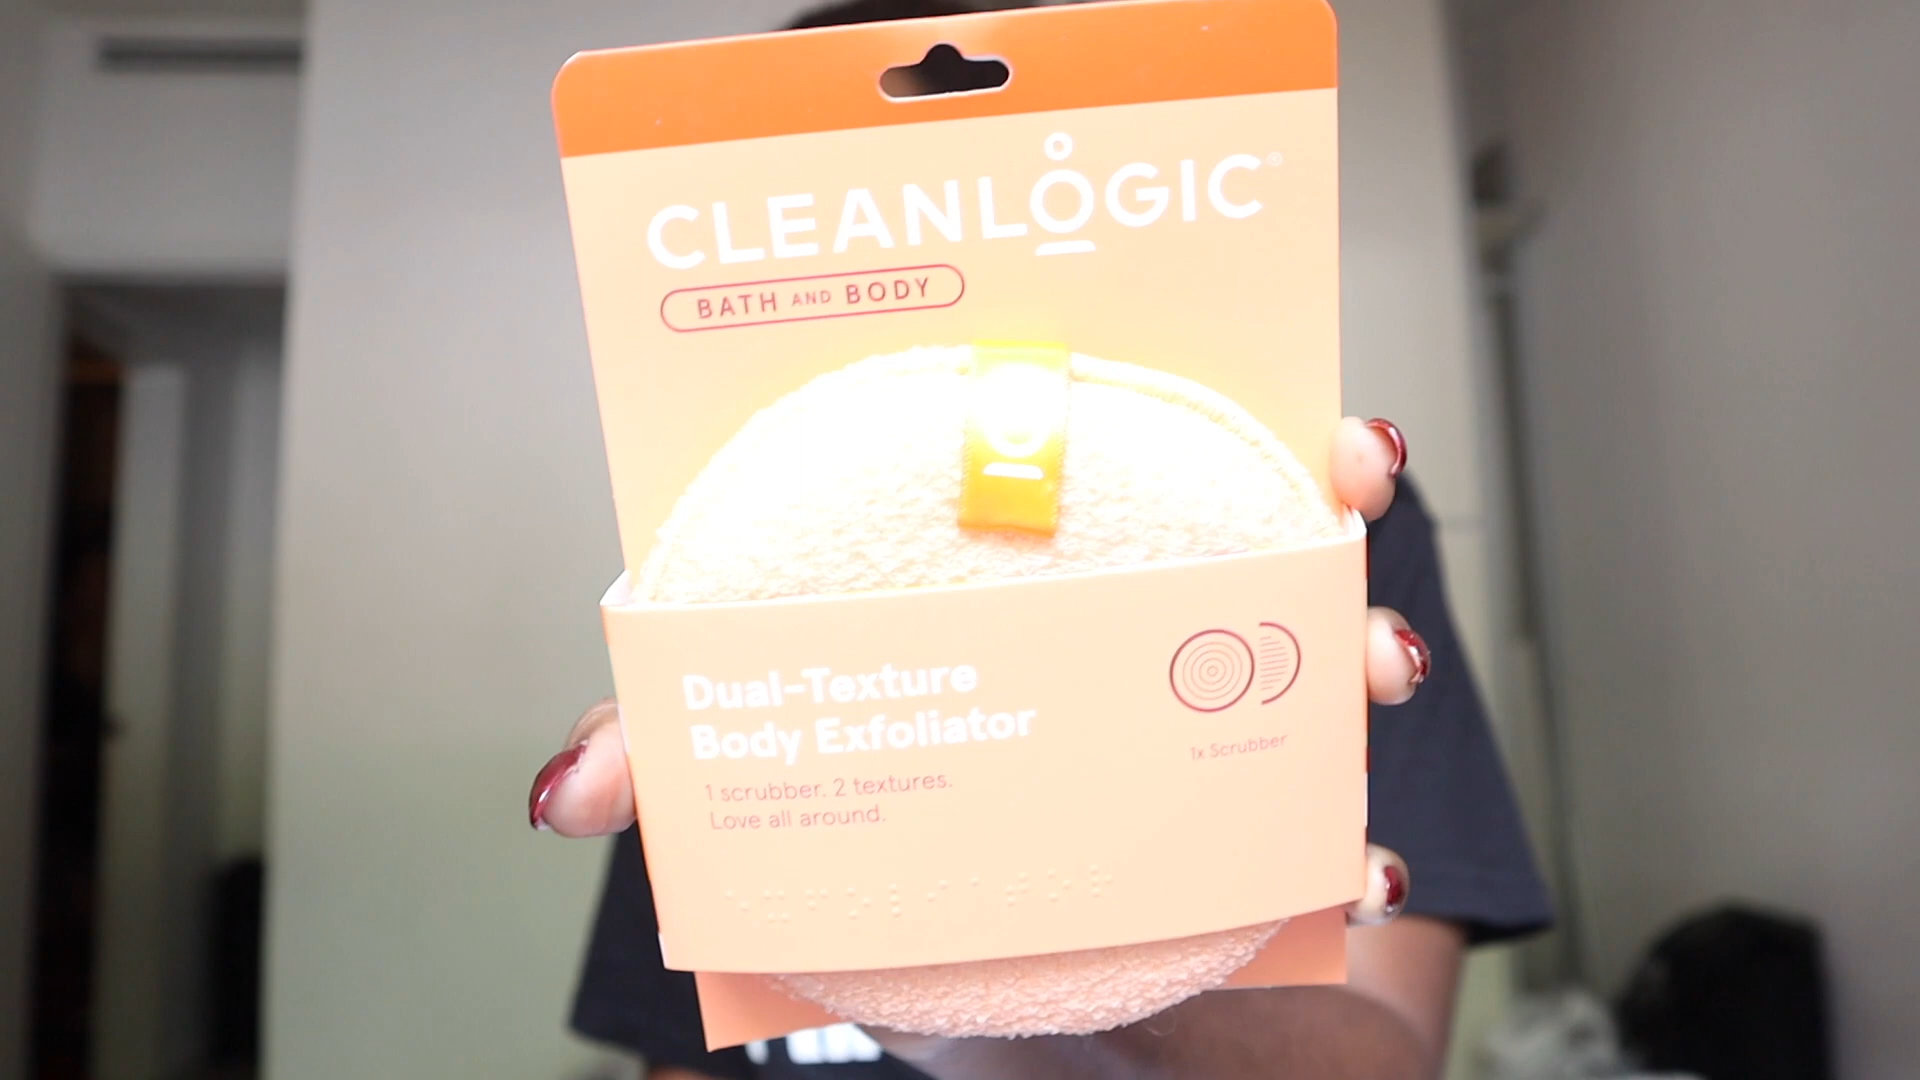 CLEANLOGIC®
BATH AND BODY
Dual-Texture
Body Exfoliator
1 scrubber. 2 textures.
Love all around.
1x Scrubber